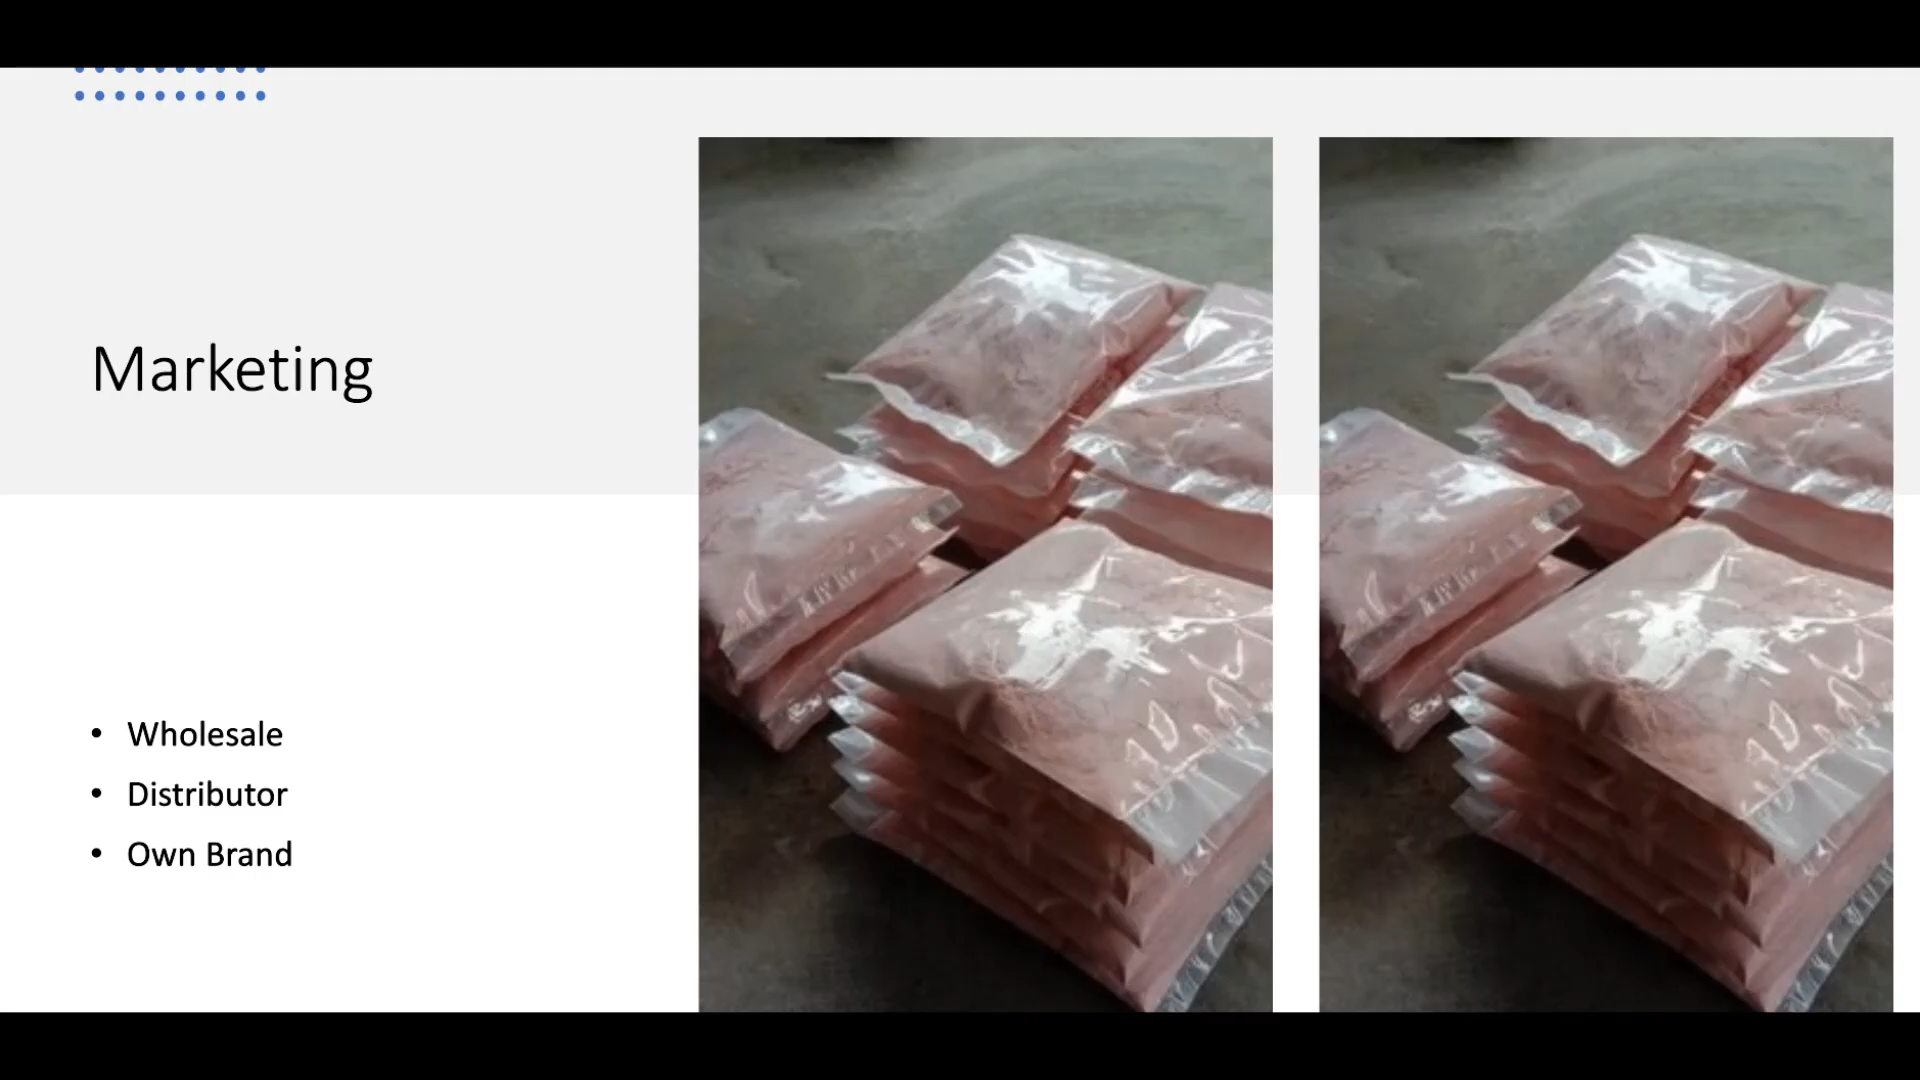 Marketing
• Wholesale
• Distributor
• Own Brand